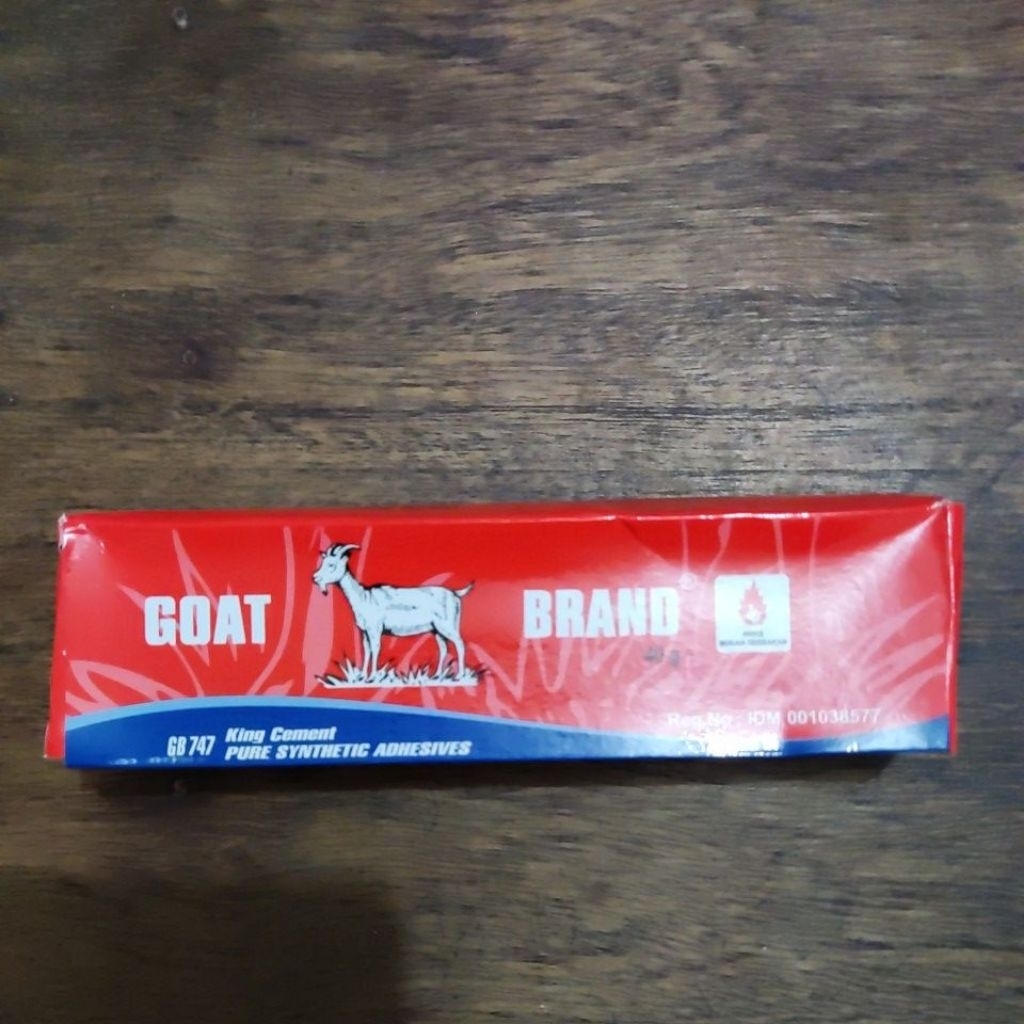 GOAT BRAND®
Reg.No : IDM 001038577
GB 747 King Cement
PURE SYNTHETIC ADHESIVES